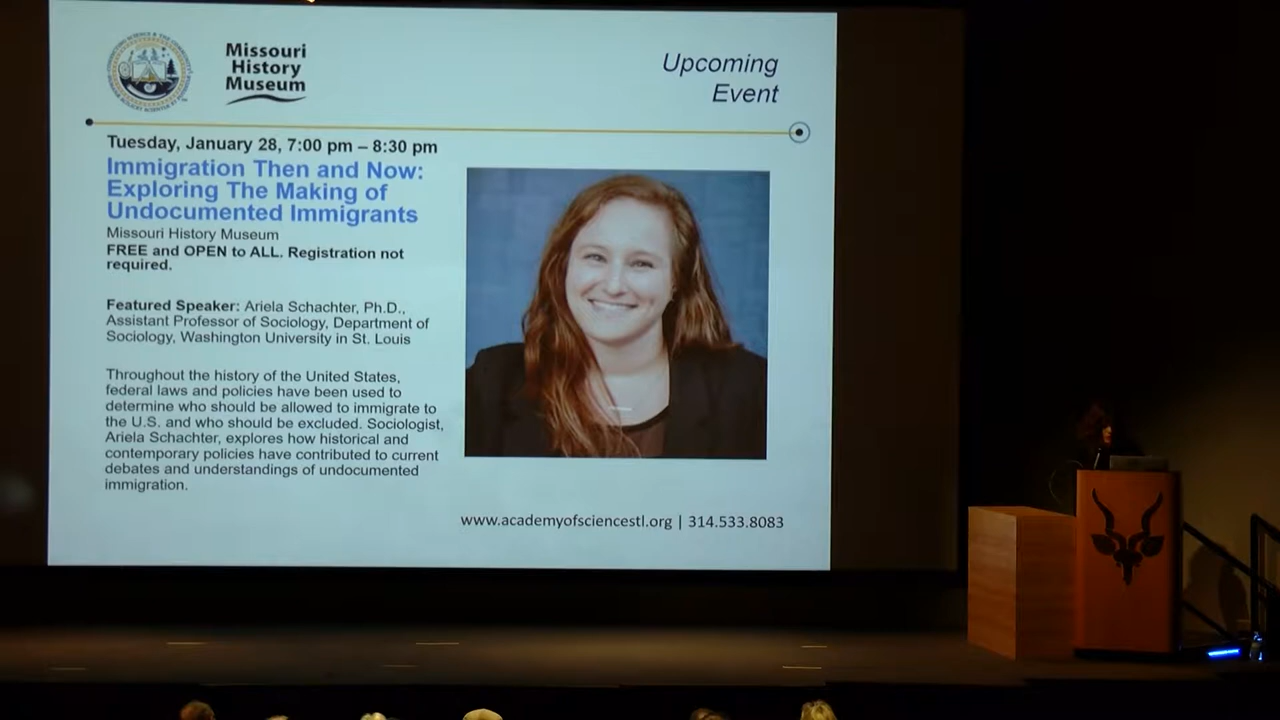 Missouri
History
Museum
Upcoming
Event
Tuesday, January 28, 7:00 pm – 8:30 pm
Immigration Then and Now:
Exploring The Making of
Undocumented Immigrants
Missouri History Museum
FREE and OPEN to ALL. Registration not
required.
Featured Speaker: Ariela Schachter, Ph.D.,
Assistant Professor of Sociology, Department of
Sociology, Washington University in St. Louis
Throughout the history of the United States,
federal laws and policies have been used to
determine who should be allowed to immigrate to
the U.S. and who should be excluded. Sociologist,
Ariela Schachter, explores how historical and
contemporary policies have contributed to current
debates and understandings of undocumented
immigration.
www.academyofsciencestl.org | 314.533.8083